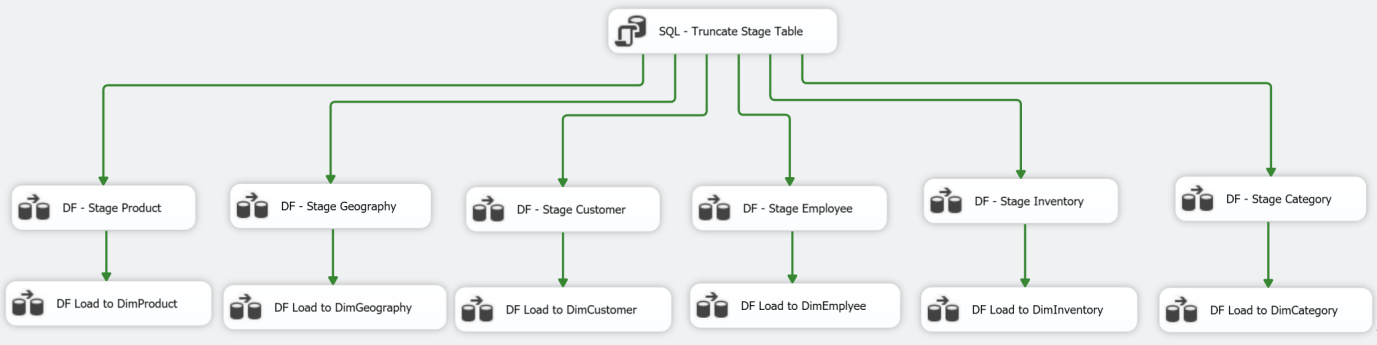 SQL - Truncate Stage Table
DF - Stage Product
DF - Stage Geography
DF - Stage Customer
DF - Stage Employee
DF - Stage Inventory
DF - Stage Category
DF Load to DimProduct
DF Load to DimGeography
DF Load to DimCustomer
DF Load to DimEmplyee
DF Load to DimInventory
DF Load to DimCategory